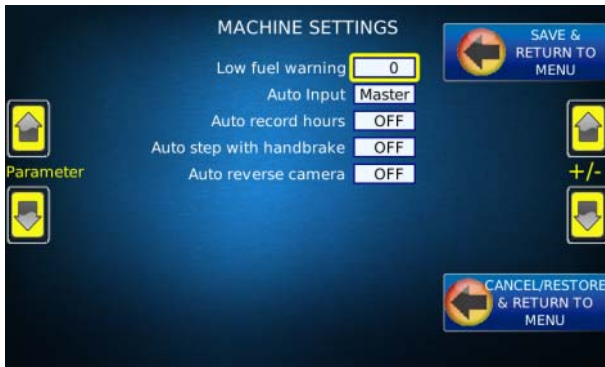 MACHINE SETTINGS
SAVE &
RETURN TO
MENU
Low fuel warning 0
Auto Input Master
Auto record hours OFF
Auto step with handbrake OFF
Auto reverse camera OFF
Parameter
+/-
CANCEL/RESTORE
& RETURN TO
MENU